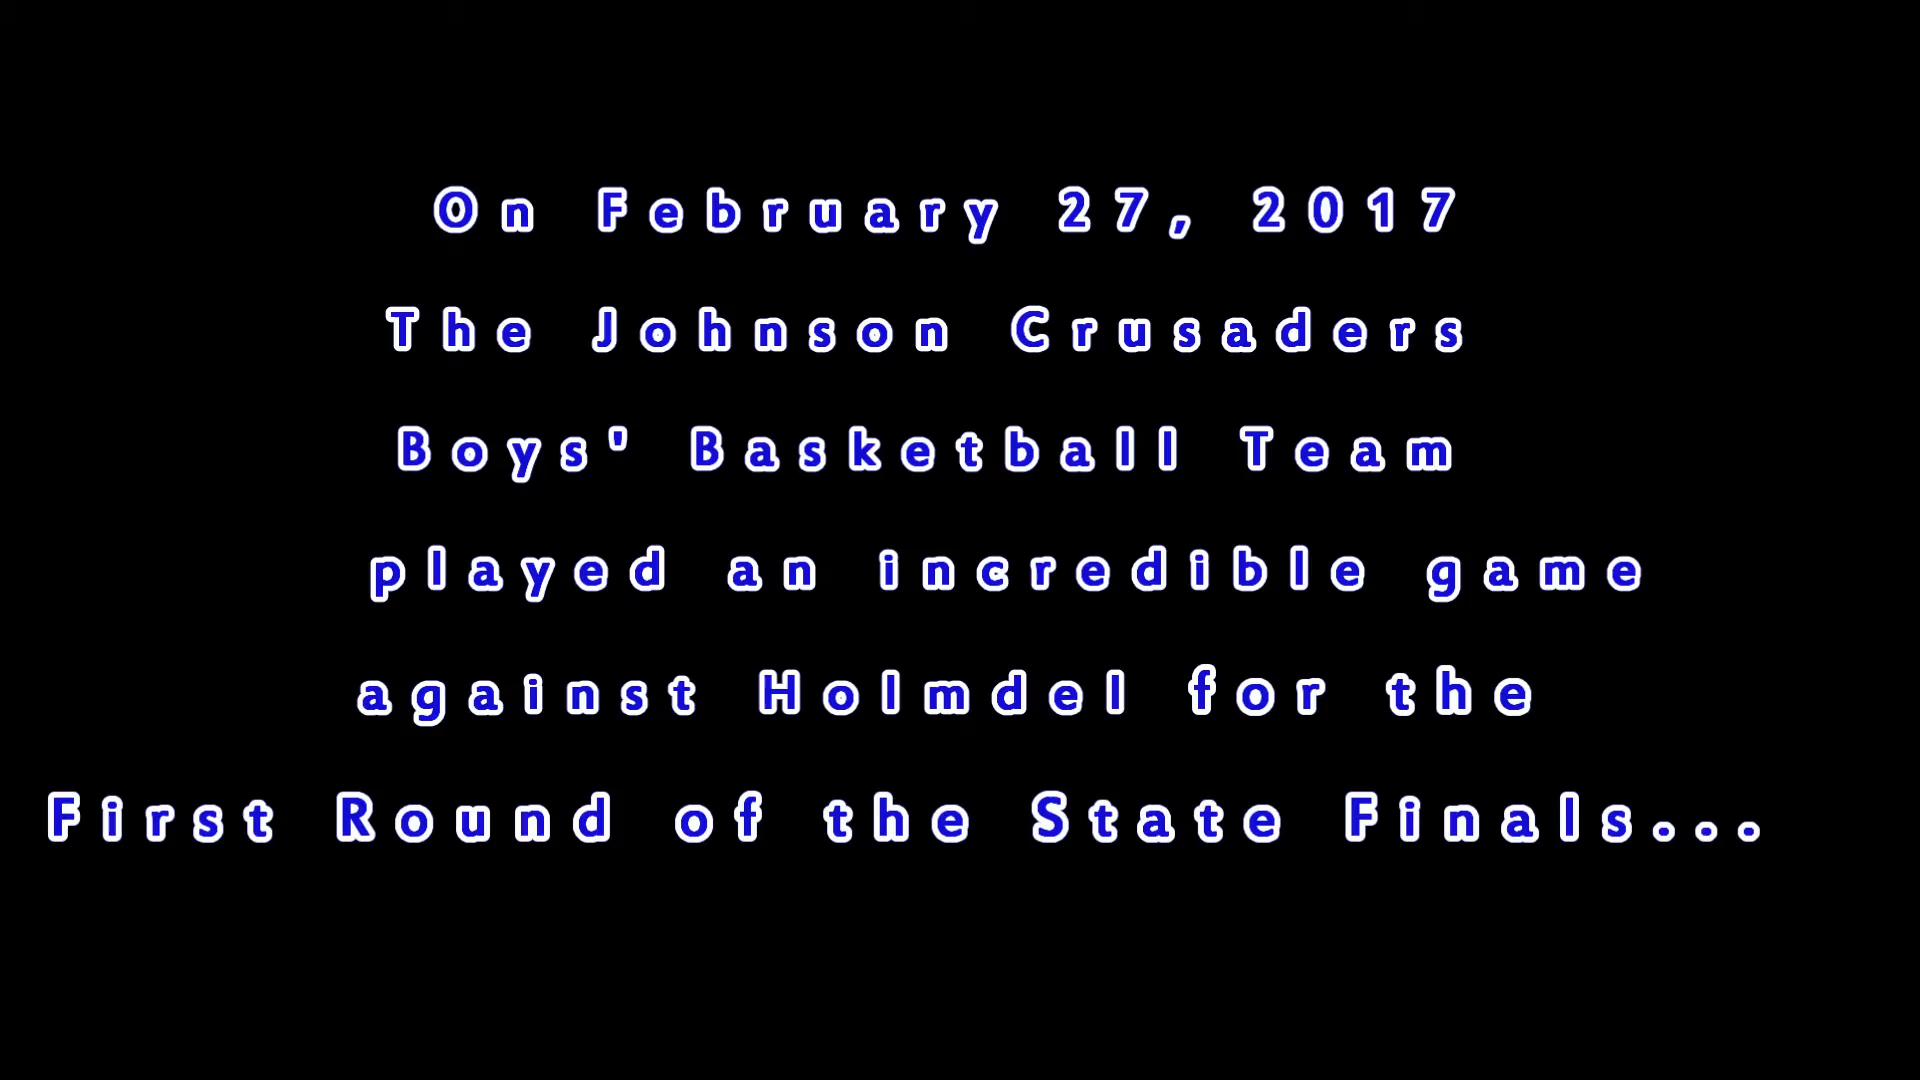 On February 27, 2017
The Johnson Crusaders
Boys' Basketball Team
played an incredible game
against Holmdel for the
First Round of the State Finals...